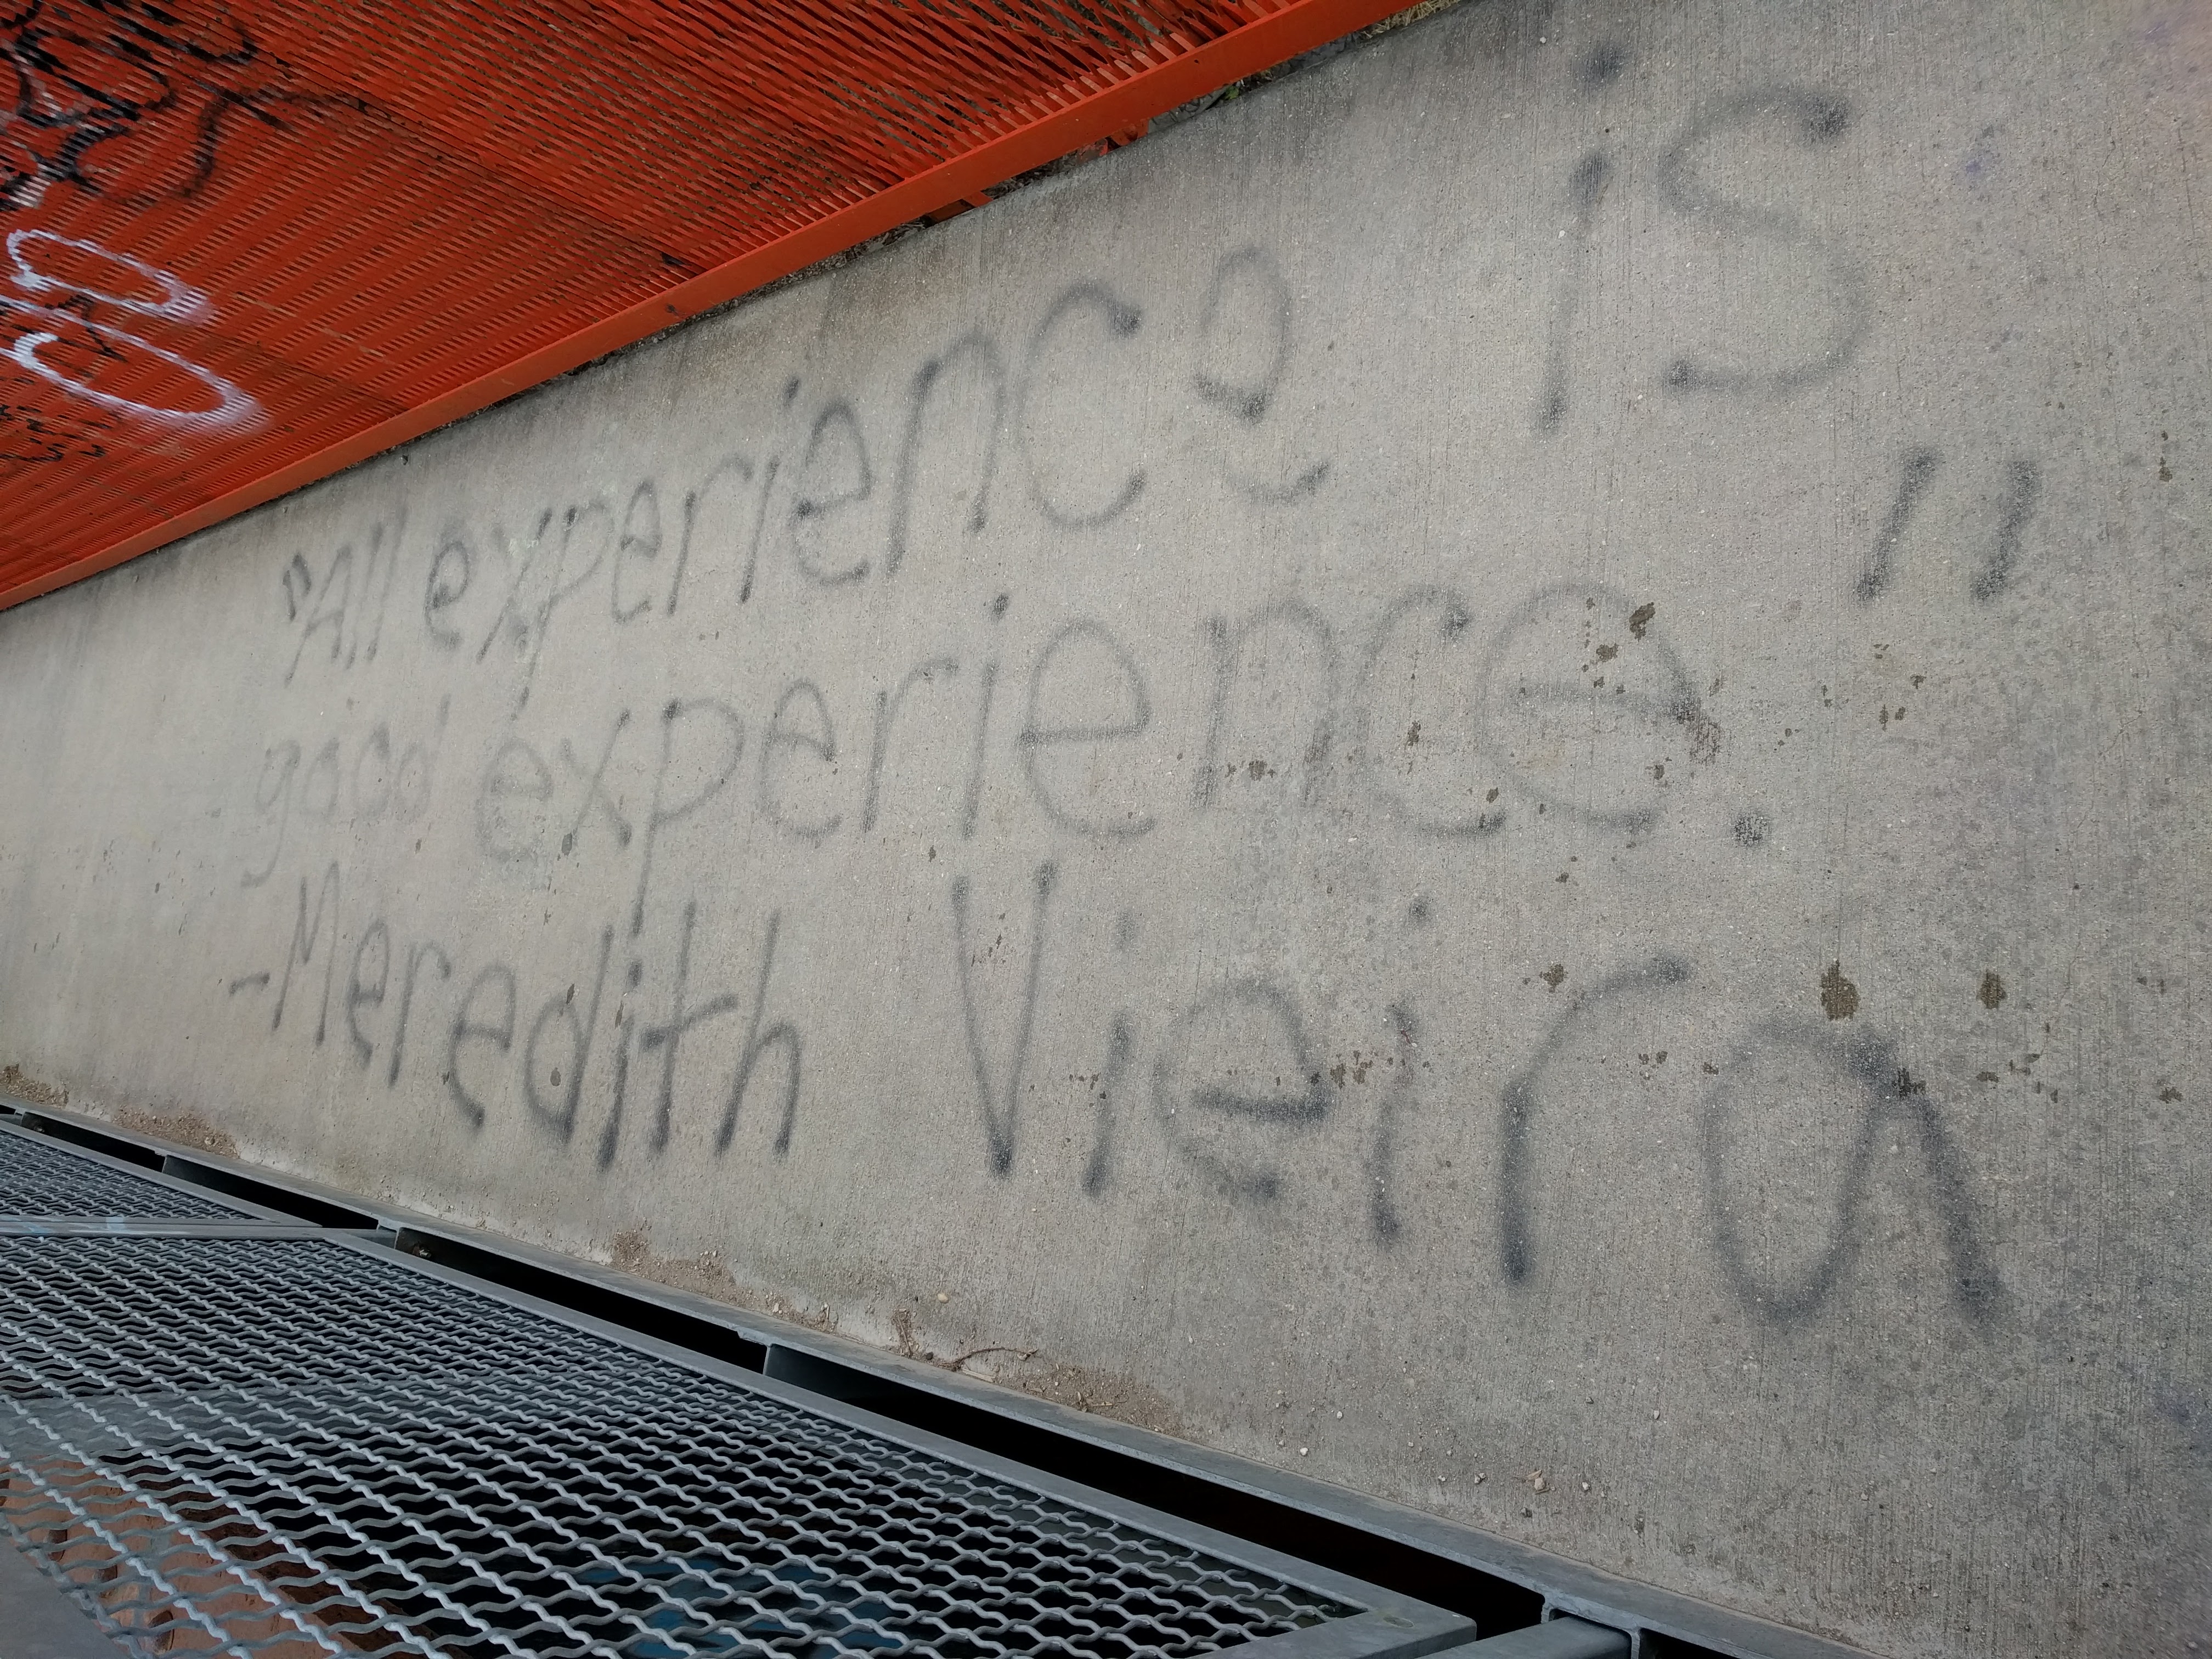 "All experience is
good experience."
-Meredith Vieira